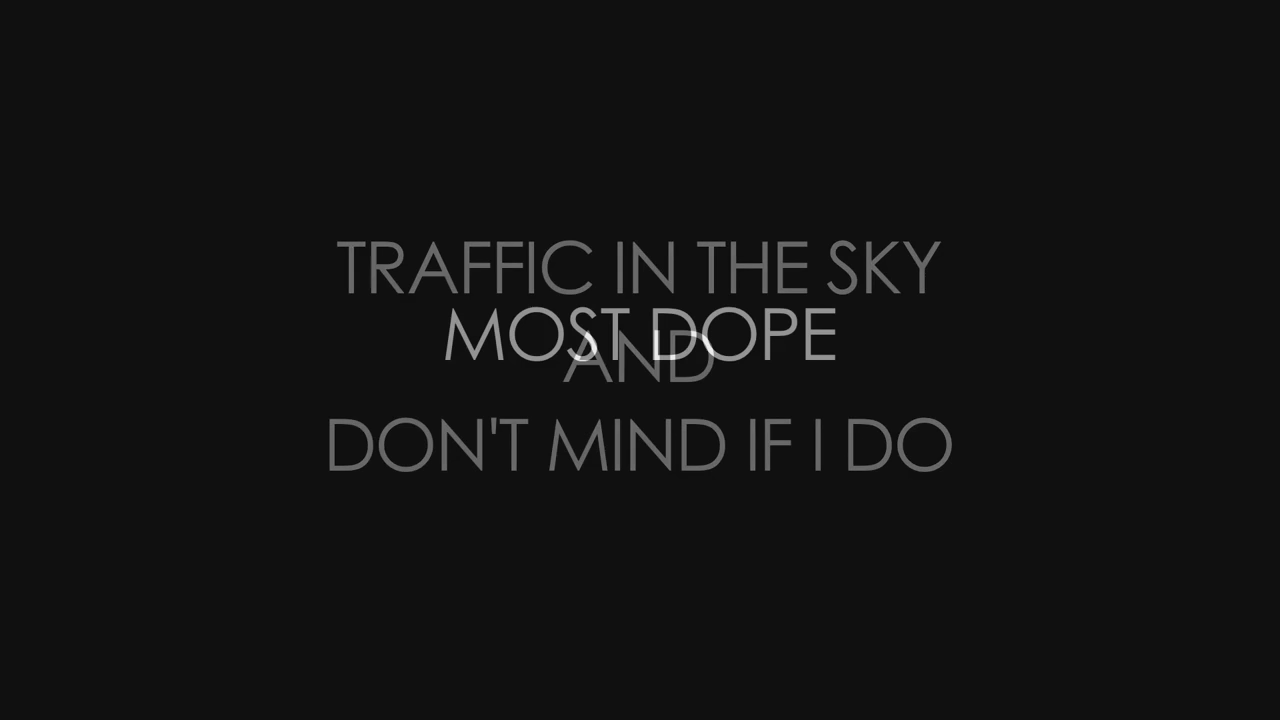 TRAFFIC IN THE SKY
MOST DOPE
AND
DON'T MIND IF I DO